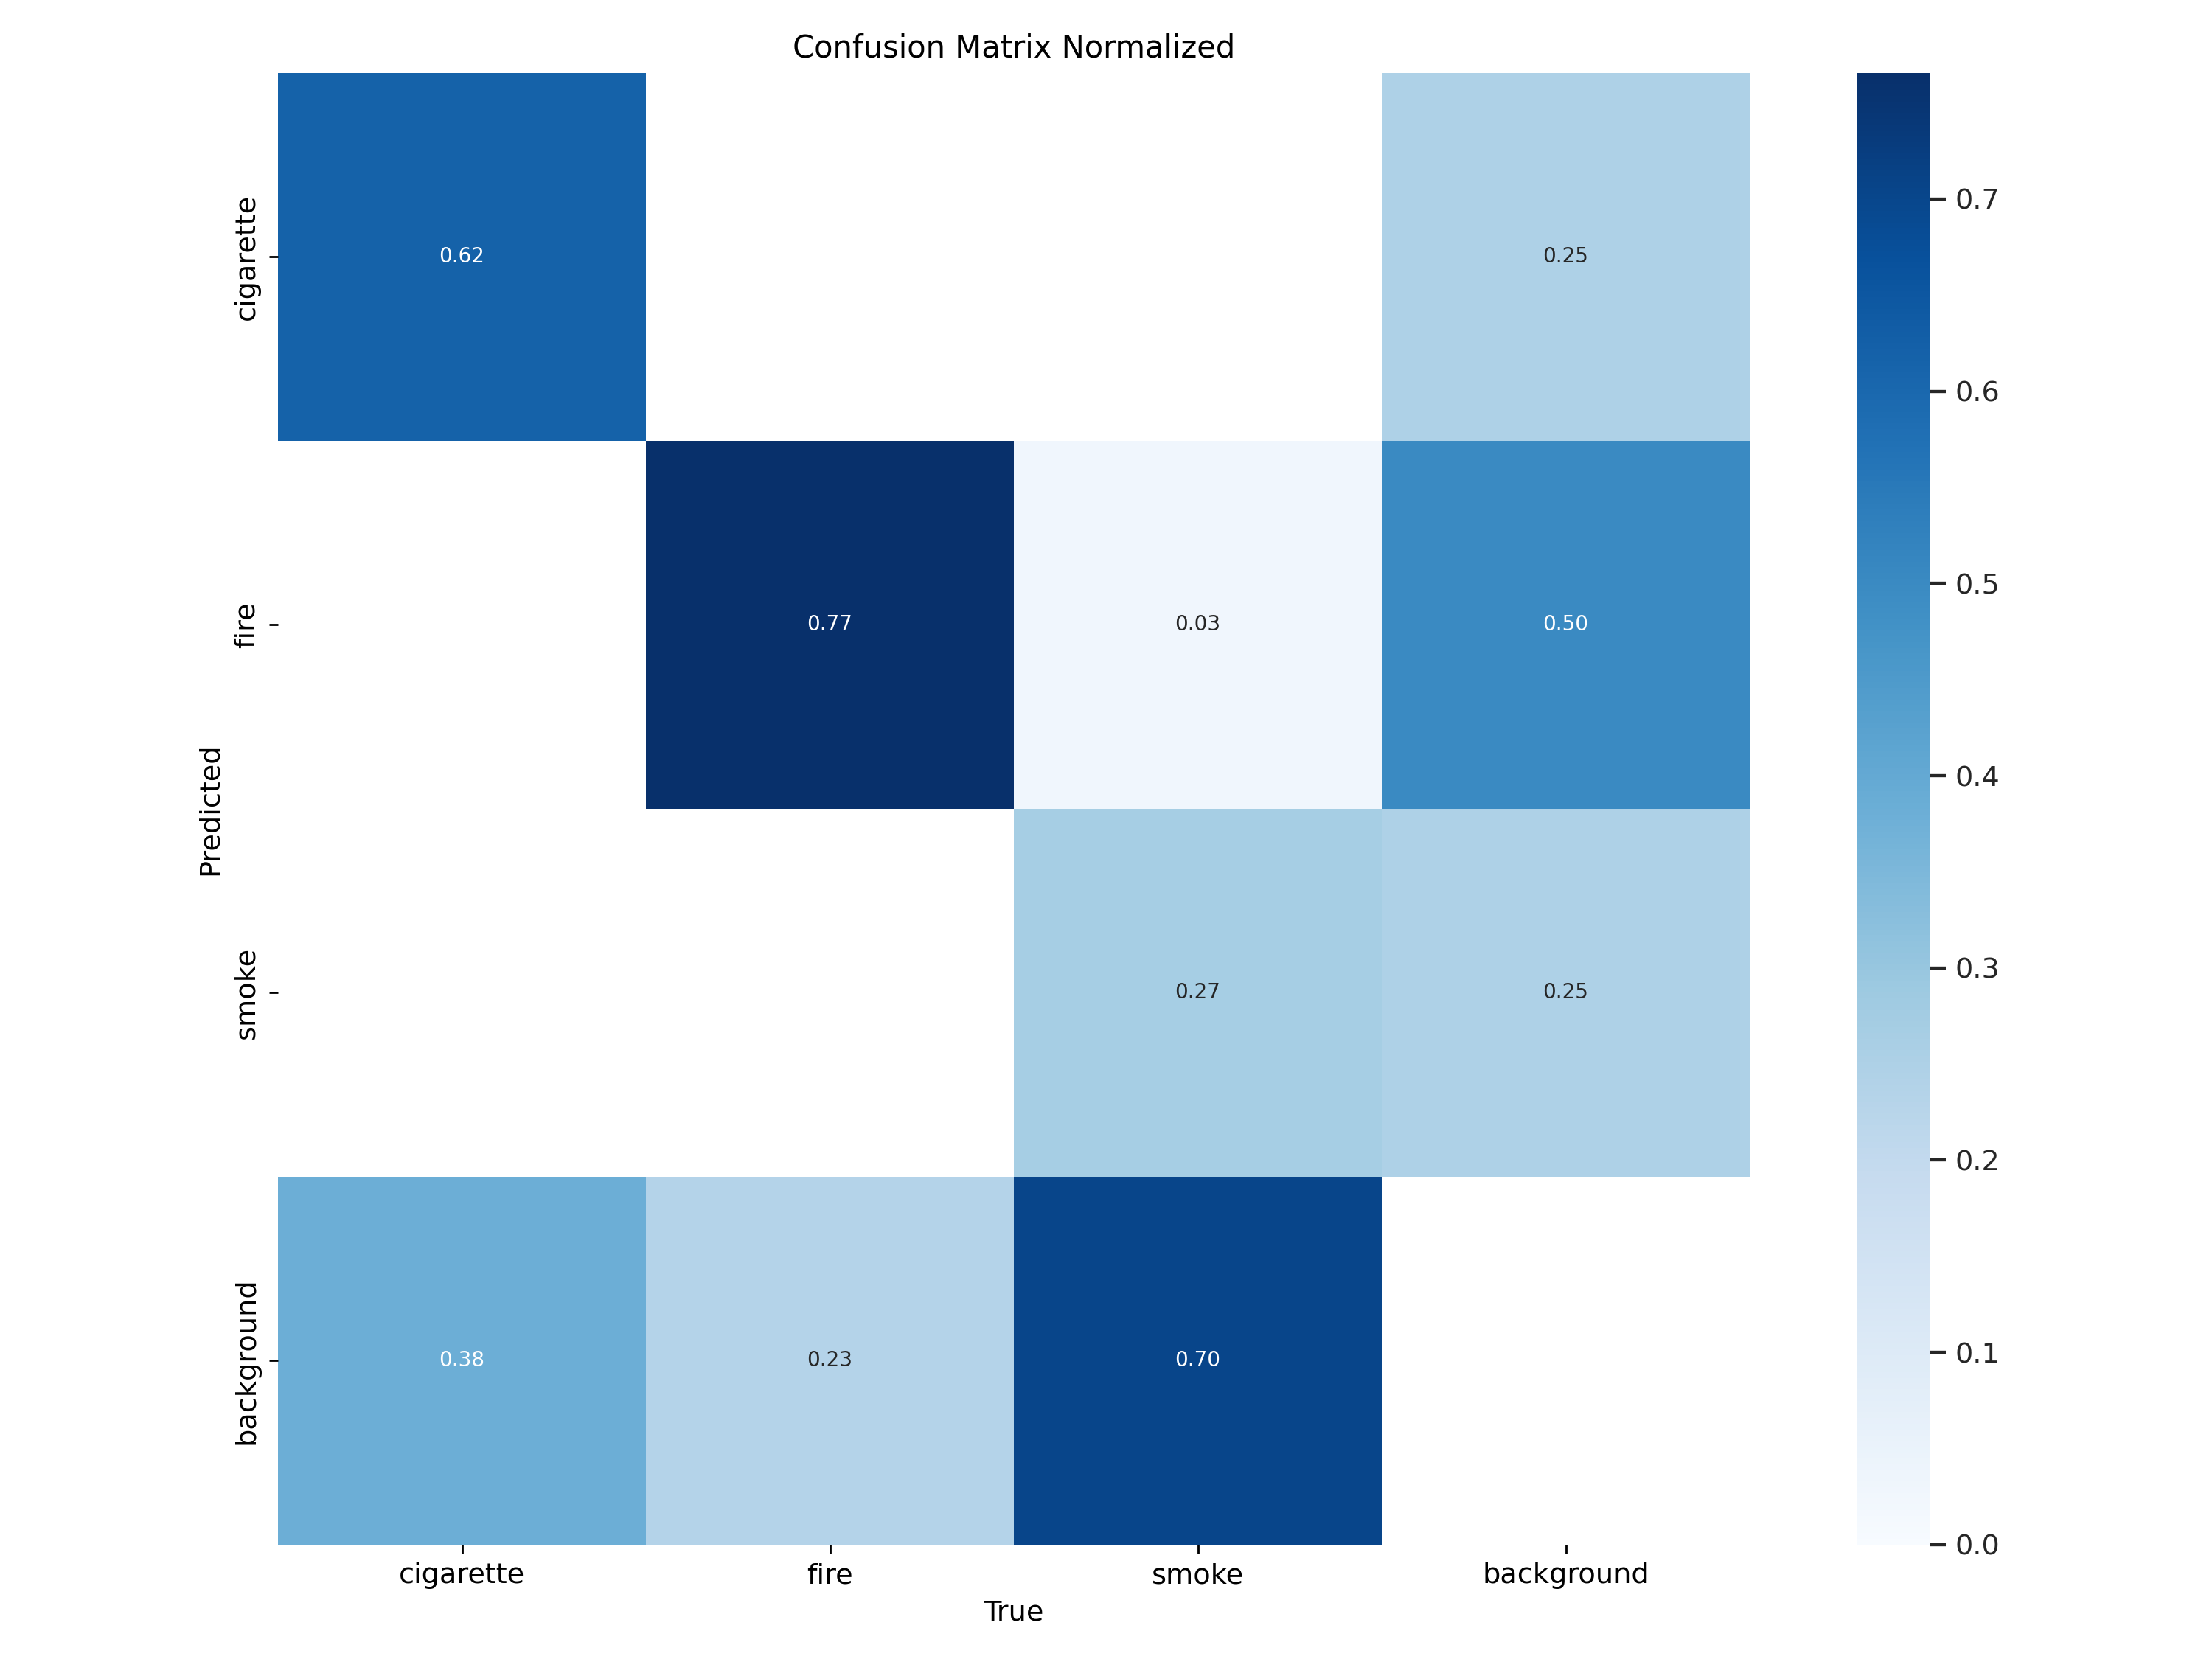 Confusion Matrix Normalized
cigarette
0.62
0.25
0.7
0.6
fire
0.77
0.03
0.50
0.5
0.4
Predicted
smoke
0.27
0.25
0.3
0.2
background
0.38
0.23
0.70
0.1
0.0
cigarette
fire
smoke
background
True